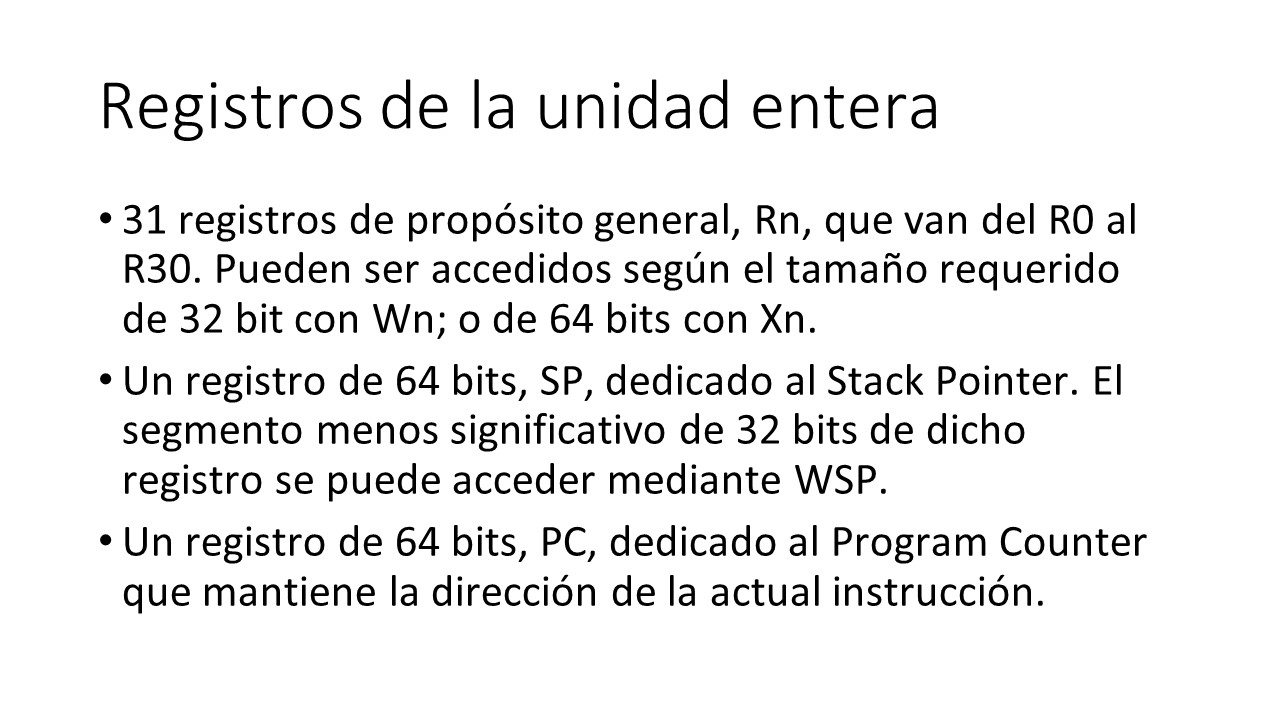 Registros de la unidad entera
• 31 registros de propósito general, Rn, que van del R0 al
R30. Pueden ser accedidos según el tamaño requerido
de 32 bit con Wn; o de 64 bits con Xn.
• Un registro de 64 bits, SP, dedicado al Stack Pointer. El
segmento menos significativo de 32 bits de dicho
registro se puede acceder mediante WSP.
• Un registro de 64 bits, PC, dedicado al Program Counter
que mantiene la dirección de la actual instrucción.